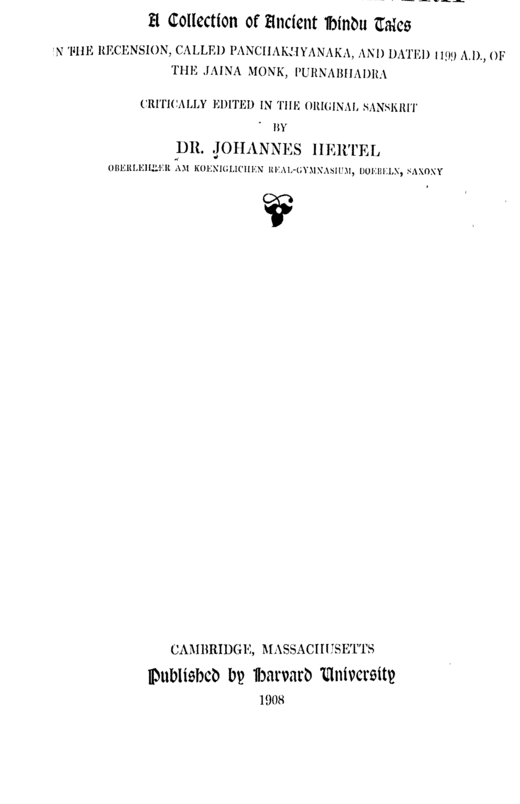 A Collection of Ancient Hindu Tales
IN THE RECENSION, CALLED PANCHAKHYANAKA, AND DATED 1199 A.D., OF
THE JAINA MONK, PURNABHADRA
CRITICALLY EDITED IN THE ORIGINAL SANSKRIT
BY
DR. JOHANNES HERTEL
OBERLEHRER AM KOENIGLICHEN REAL-GYMNASIUM, DOEBELN, SAXONY
CAMBRIDGE, MASSACHUSETTS
Published by Harvard University
1908